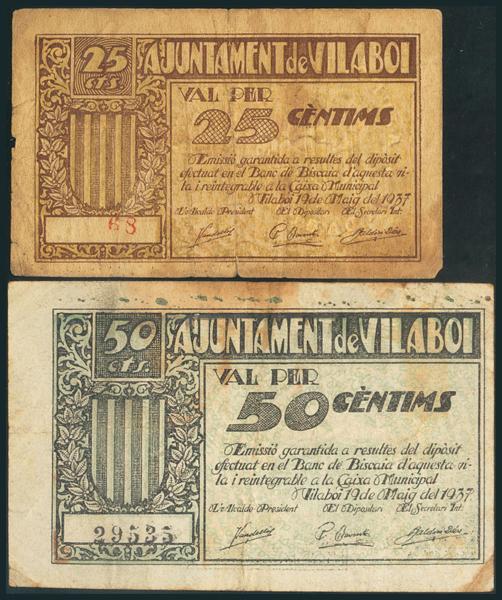 25
CTS.
AJUNTAMENT de VILABOI
VAL PER
25 CÈNTIMS
Emissió garantida a resultes del dipòsit
efectuat en el Banc de Biscaia d'aquesta vi-
la i reintegrable a la Caixa Municipal
Vilaboi 19 de Maig del 1937
L'Alcalde President El Dipositari El Secretari Int.
68
50
cts.
AJUNTAMENT de VILABOI
VAL PER
50 CÈNTIMS
Emissió garantida a resultes del dipòsit
efectuat en el Banc de Biscaia d'aquesta vi-
la i reintegrable a la Caixa Municipal
Vilaboi 19 de Maig del 1937
L'Alcalde President El Dipositari El Secretari Int.
29535